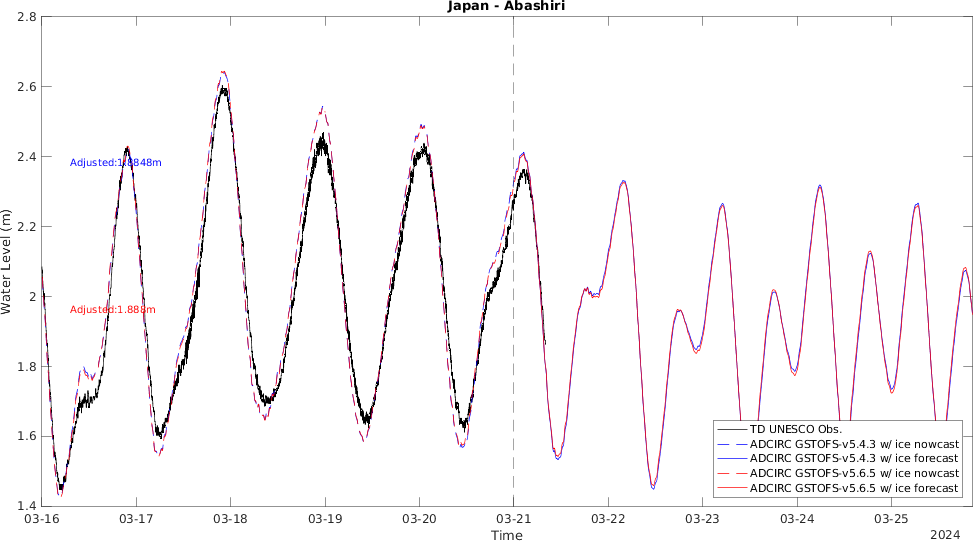 Japan - Abashiri
2.8
2.6
2.4
2.2
2
1.8
1.6
1.4
Water Level (m)
Adjusted:1.8848m
Adjusted:1.888m
TD UNESCO Obs.
ADCIRC GSTOFS-v5.4.3 w/ ice nowcast
ADCIRC GSTOFS-v5.4.3 w/ ice forecast
ADCIRC GSTOFS-v5.6.5 w/ ice nowcast
ADCIRC GSTOFS-v5.6.5 w/ ice forecast
03-16 03-17 03-18 03-19 03-20 03-21 03-22 03-23 03-24 03-25
Time
2024